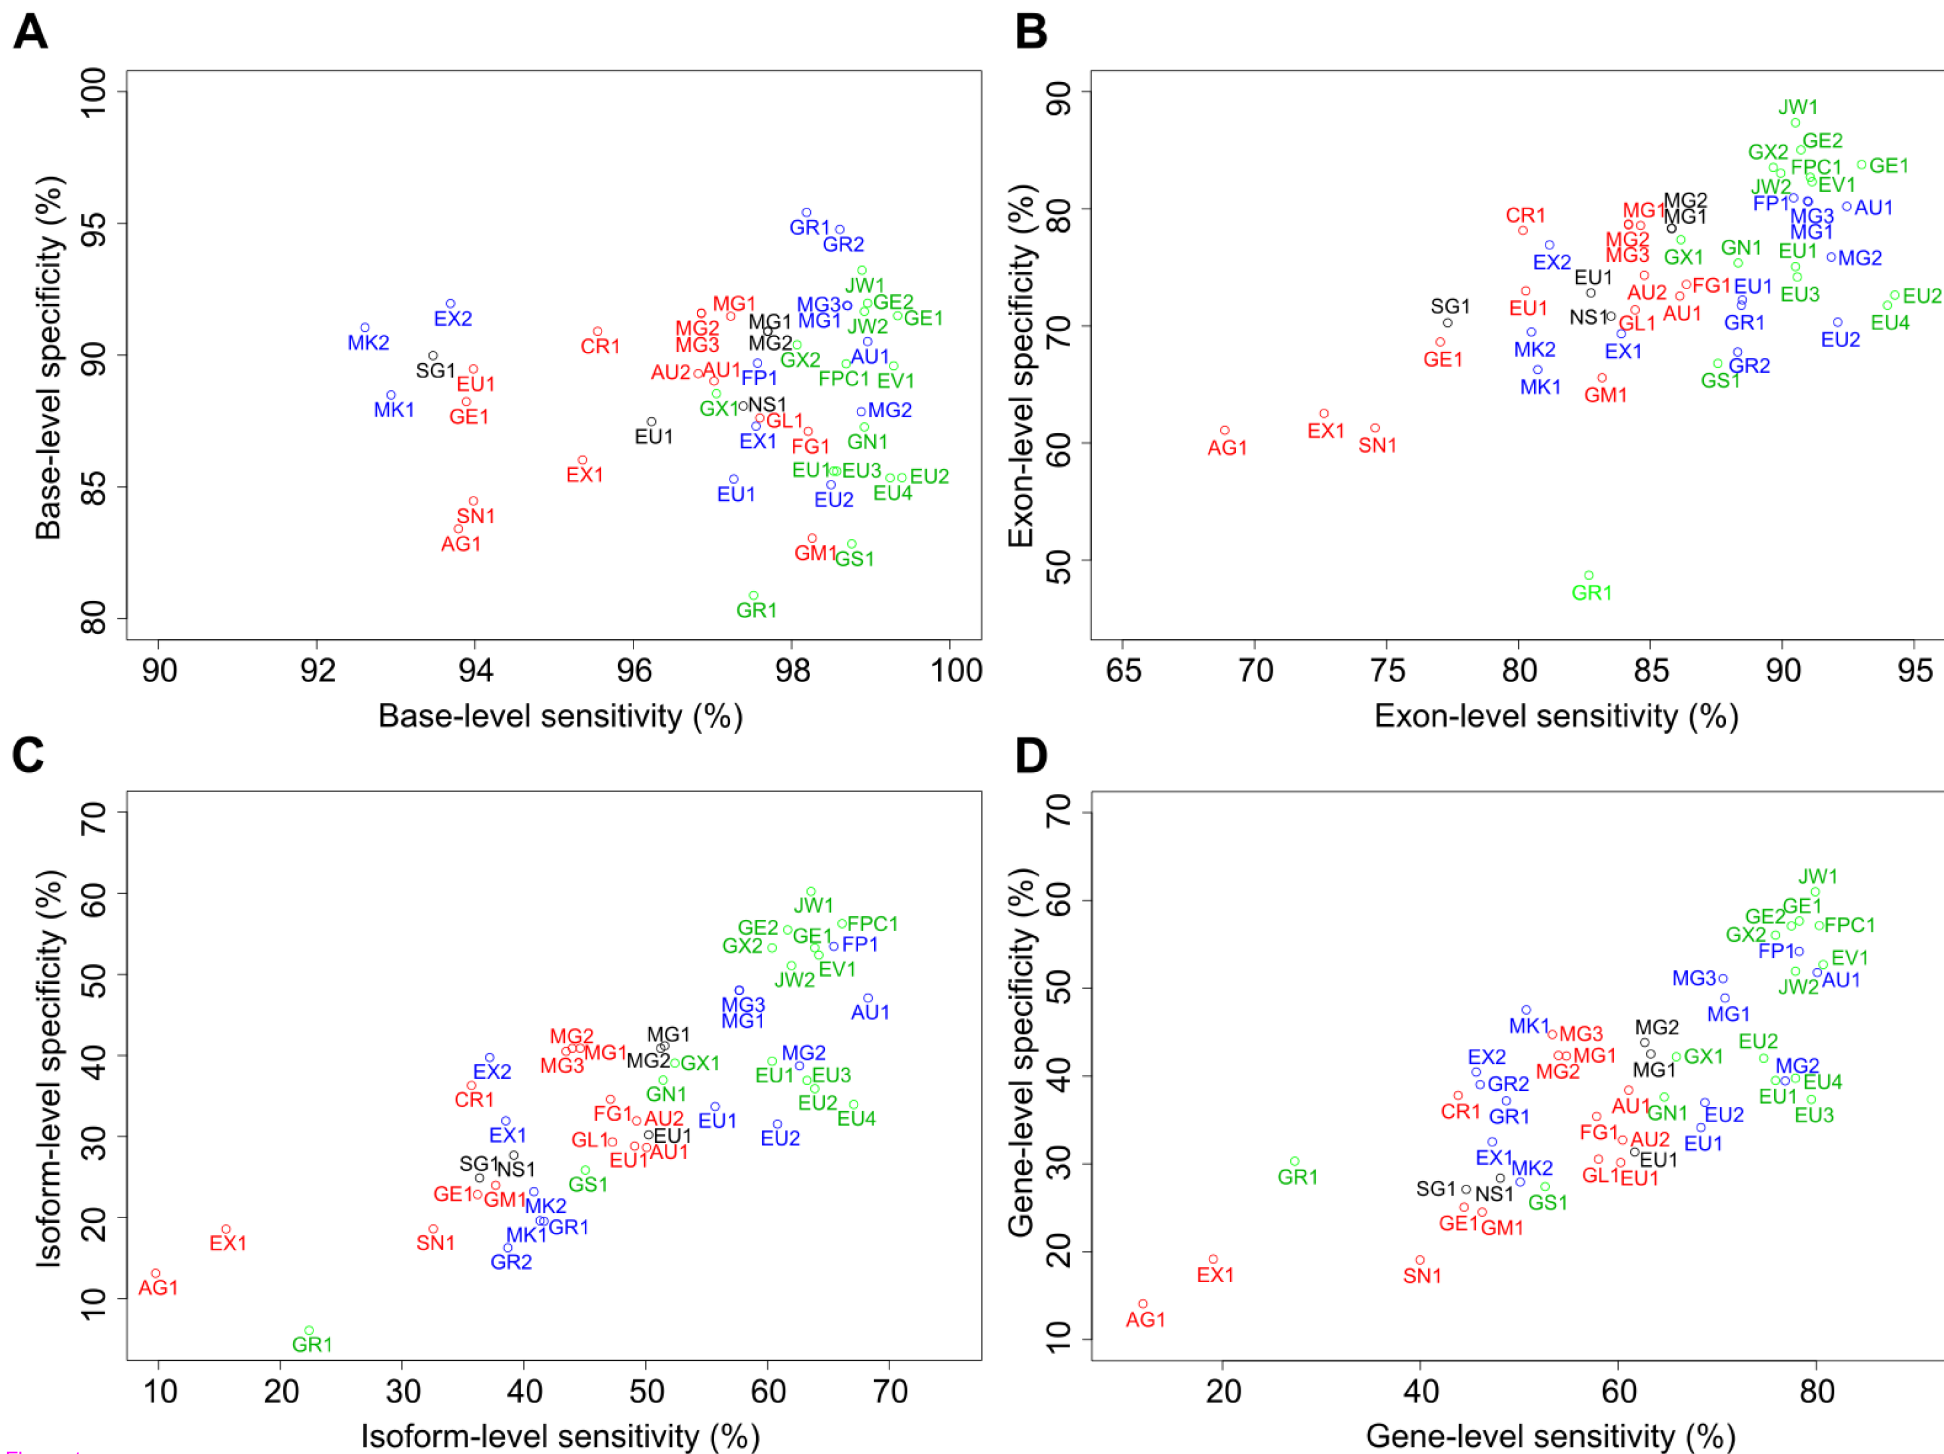 A
100
95
90
85
80
Base-level specificity (%)
GR1
GR2
JW1
EX2
MG1
MG3
GE2
MG1
GE1
MK2
MG2
MG1
JW2
CR1
MG3
MG2
SG1
GX2
AU1
EU1
AU2
AU1
FP1
FPC1
EV1
MK1
GE1
GX1
NS1
MG2
GL1
EU1
EX1
FG1
GN1
EX1
EU1
EU3
EU2
EU1
EU2
EU4
SN1
AG1
GM1
GS1
GR1
90 92 94 96 98 100
Base-level sensitivity (%)
B
90
80
70
60
50
Exon-level specificity (%)
JW1
GE2
GX2
FPC1
GE1
JW2
EV1
MG2
FP1
AU1
CR1
MG1
MG1
MG3
MG1
MG2
MG3
EX2
GX1
GN1
EU1
MG2
EU1
SG1
EU1
AU2
FG1
EU1
EU3
EU2
NS1
GL1
AU1
GR1
EU4
GE1
MK2
EX1
EU2
MK1
GM1
GS1
GR2
AG1
EX1
SN1
GR1
65 70 75 80 85 90 95
Exon-level sensitivity (%)
C
70
60
50
40
30
20
10
Isoform-level specificity (%)
JW1
GE2
GE1
FPC1
GX2
FP1
JW2
EV1
MG3
MG1
AU1
MG2
MG1
MG1
MG3
MG2
GX1
MG2
EX2
EU1
EU3
CR1
GN1
EU2
FG1
AU2
EU1
EU4
EX1
GL1
EU1
EU2
SG1
NS1
EU1
AU1
GE1
GM1
GS1
MK2
EX1
SN1
MK1
GR1
GR2
AG1
GR1
10 20 30 40 50 60 70
Isoform-level sensitivity (%)
D
70
60
50
40
30
20
10
Gene-level specificity (%)
JW1
GE1
GE2
FPC1
GX2
FP1
EV1
MG3
JW2
AU1
MK1
MG3
MG1
MG2
EU2
EX2
MG1
GX1
MG2
MG2
MG1
GR2
EU1
EU4
CR1
GR1
AU1
GN1
EU2
EU3
FG1
AU2
EU1
EX1
MK2
GL1
EU1
EU1
GR1
SG1
NS1
GS1
GE1
GM1
EX1
SN1
AG1
20 40 60 80
Gene-level sensitivity (%)